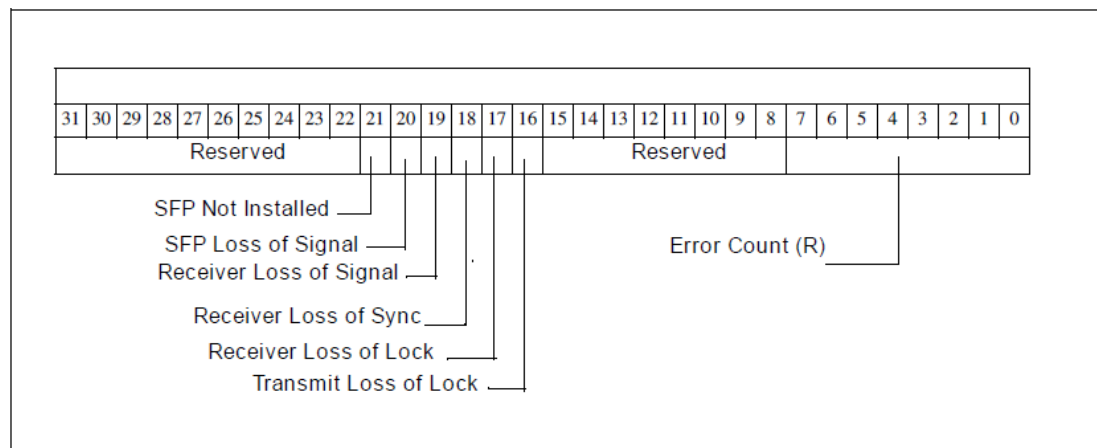 31 30 29 28 27 26 25 24 23 22 21 20 19 18 17 16 15 14 13 12 11 10 9 8 7 6 5 4 3 2 1 0
Reserved Reserved
SFP Not Installed
SFP Loss of Signal Error Count (R)
Receiver Loss of Signal
Receiver Loss of Sync
Receiver Loss of Lock
Transmit Loss of Lock